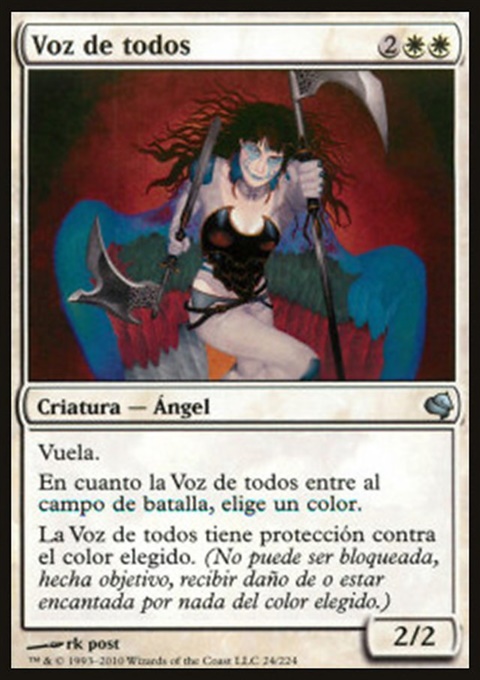 Voz de todos 2
Criatura — Ángel
Vuela.
En cuanto la Voz de todos entre al
campo de batalla, elige un color.
La Voz de todos tiene protección contra
el color elegido. (No puede ser bloqueada,
hecha objetivo, recibir daño de o estar
encantada por nada del color elegido.)
rk post
2/2
™ & © 1993–2010 Wizards of the Coast LLC 24/224